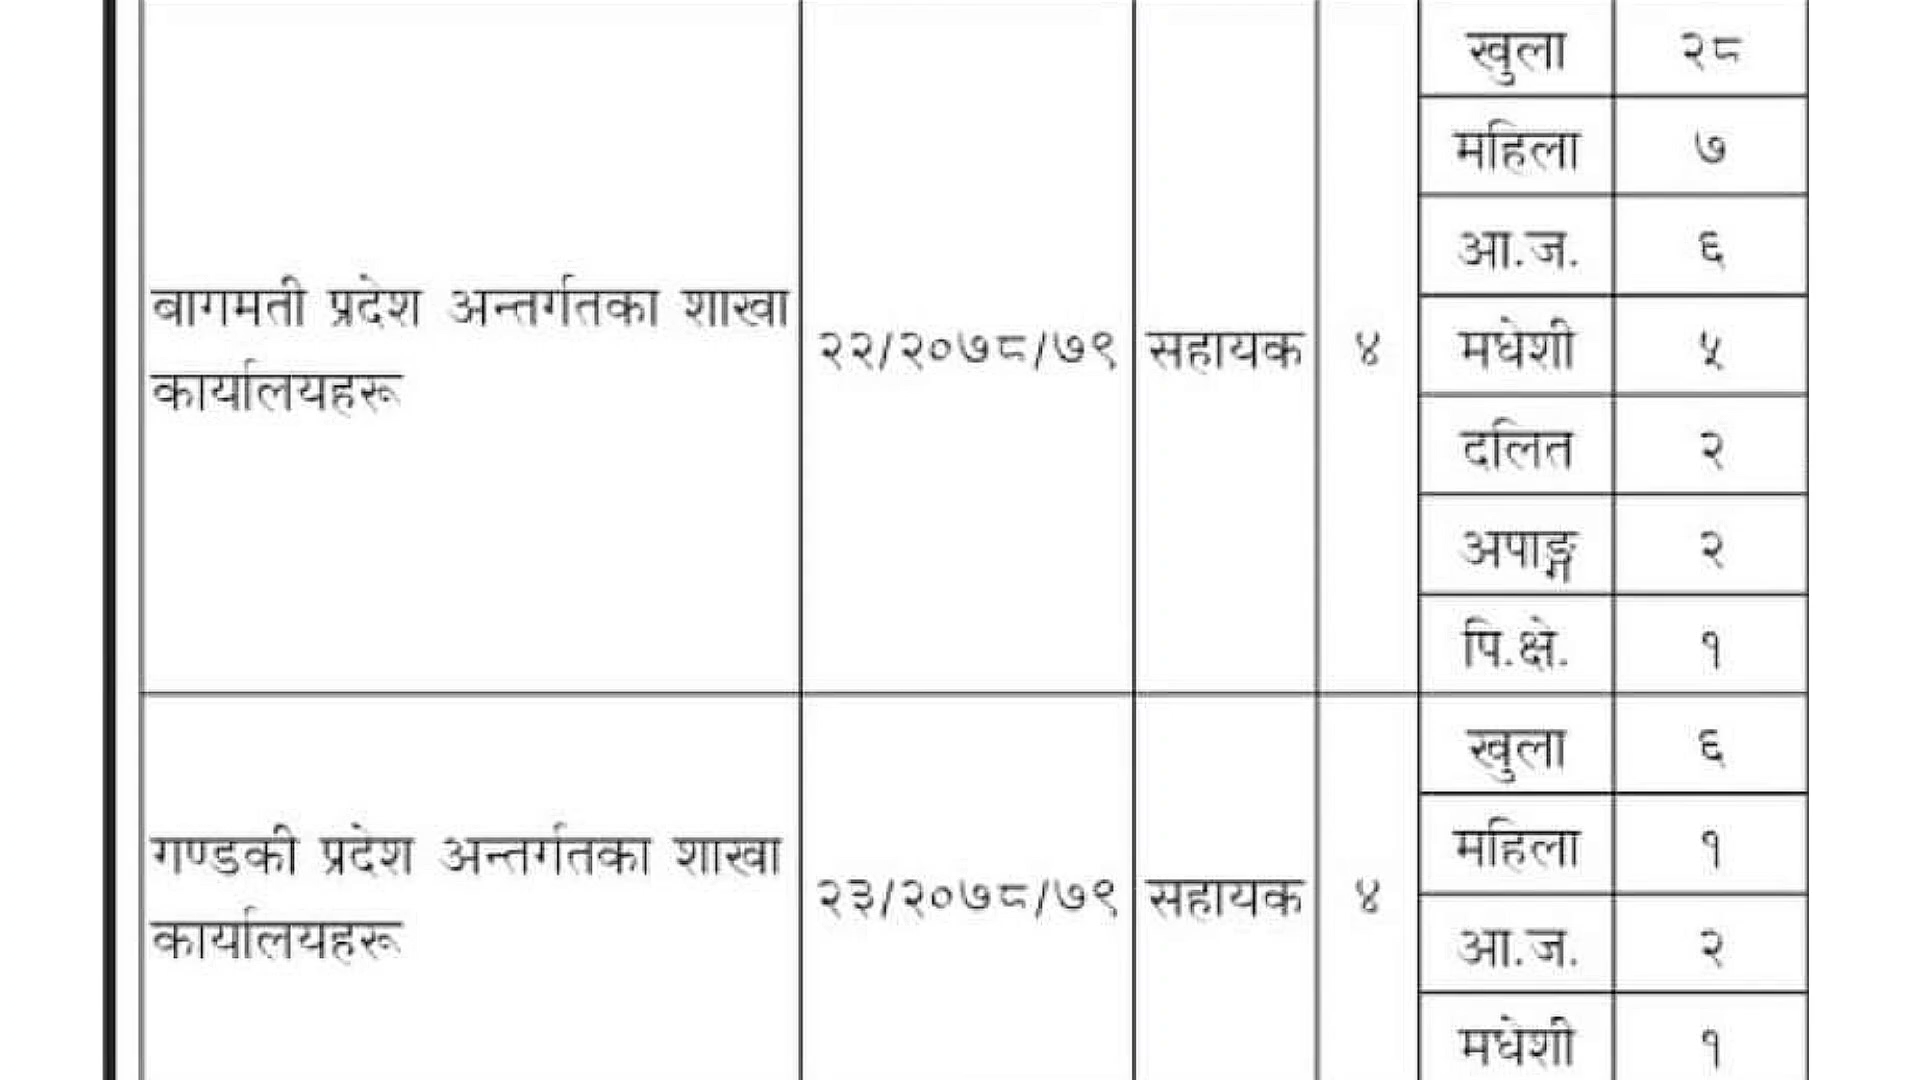 बागमती प्रदेश अन्तर्गतका शाखा
कार्यालयहरू
२२/२०७८/७९
सहायक
४
खुला २८
महिला ७
आ.ज. ६
मधेशी ५
दलित २
अपाङ्ग २
पि.क्षे. १
गण्डकी प्रदेश अन्तर्गतका शाखा
कार्यालयहरू
२३/२०७८/७९
सहायक
४
खुला ६
महिला १
आ.ज. २
मधेशी १